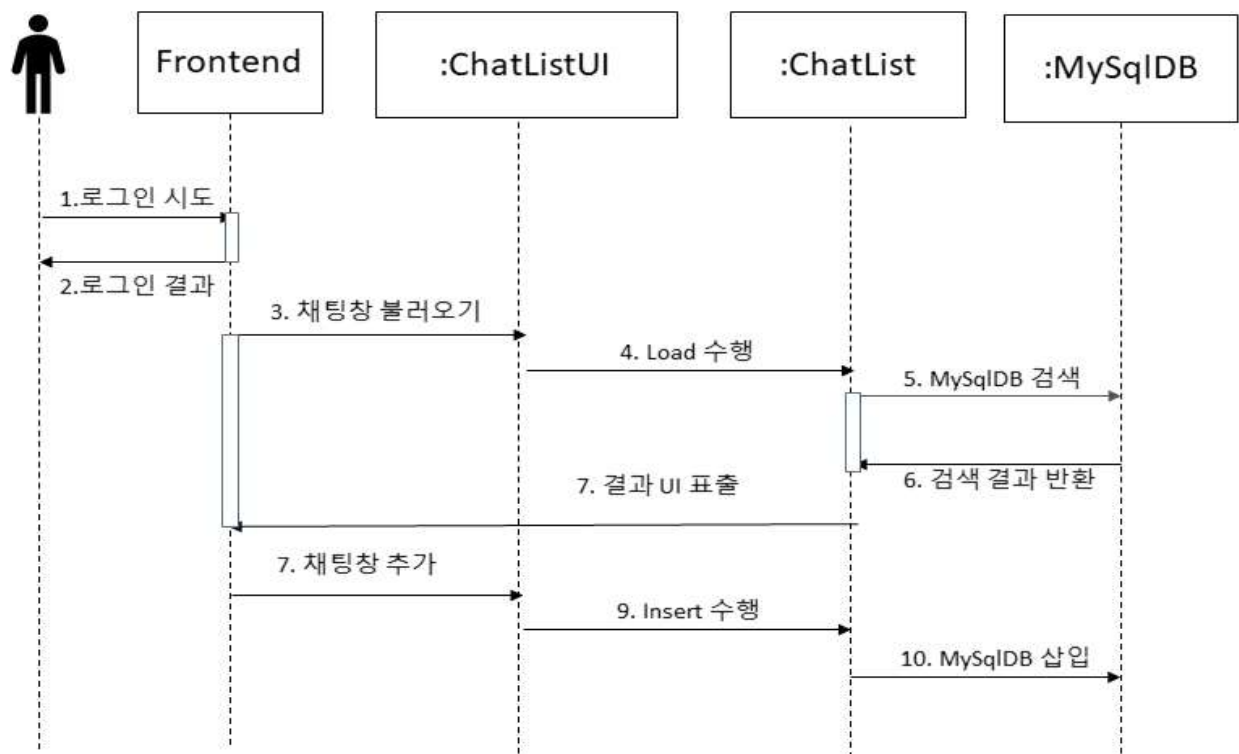 Frontend
:ChatListUI
:ChatList
:MySqlDB
1.로그인 시도
2.로그인 결과
3. 채팅창 불러오기
4. Load 수행
5. MySqlDB 검색
6. 검색 결과 반환
7. 결과 UI 표출
7. 채팅창 추가
9. Insert 수행
10. MySqlDB 삽입